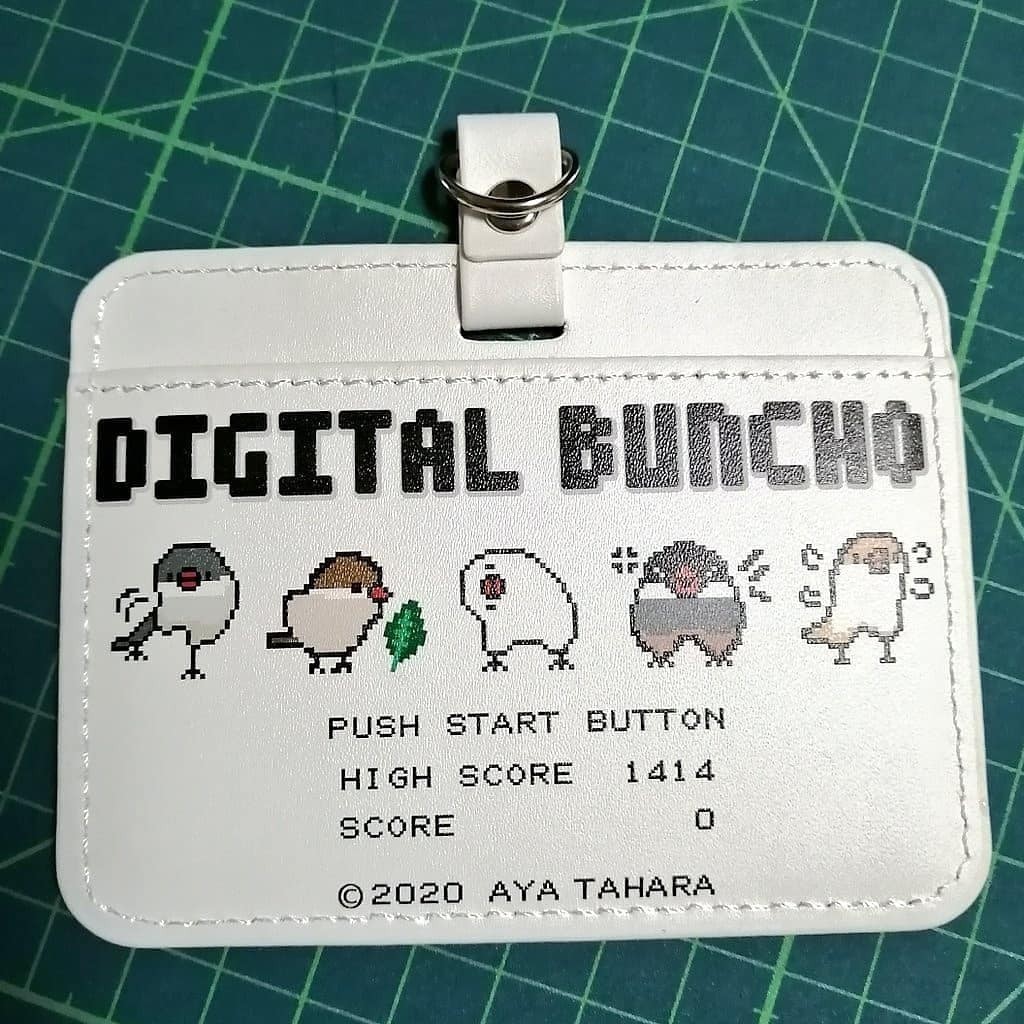 DIGITAL BUNCHO
PUSH START BUTTON
HIGH SCORE 1414
SCORE 0
©2020 AYA TAHARA